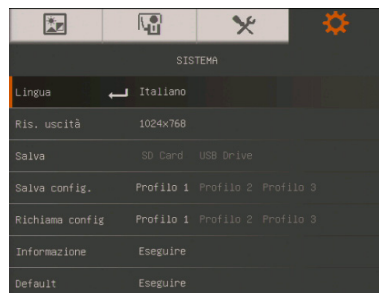 SISTEMA
Lingua Italiano
Ris. uscità 1024x768
Salva SD Card USB Drive
Salva config. Profilo 1 Profilo 2 Profilo 3
Richiama config Profilo 1 Profilo 2 Profilo 3
Informazione Eseguire
Default Eseguire